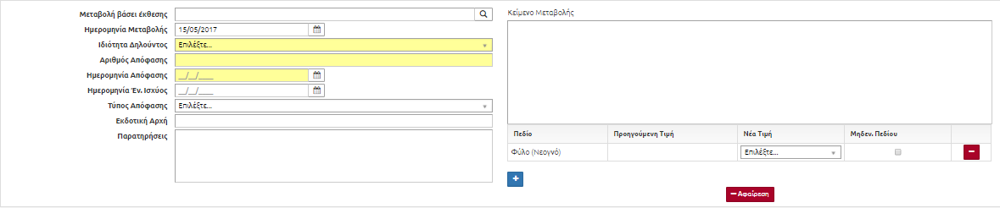 Μεταβολή βάσει έκθεσης
Ημερομηνία Μεταβολής 15/05/2017
Ιδιότητα Δηλούντος Επιλέξτε...
Αριθμός Απόφασης
Ημερομηνία Απόφασης __/__/____
Ημερομηνία Έν. Ισχύος __/__/____
Τύπος Απόφασης Επιλέξτε...
Εκδοτική Αρχή
Παρατηρήσεις
Κείμενο Μεταβολής
Πεδίο Προηγούμενη Τιμή Νέα Τιμή Μηδεν. Πεδίου
Φύλο (Νεογνό) Επιλέξτε...
Αφαίρεση